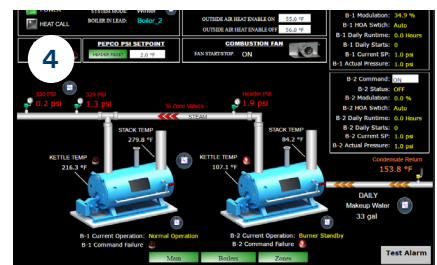 POWER
SYSTEM MODE: Winter
HEAT CALL
BOILER IN LEAD: Boiler_2
OUTSIDE AIR HEAT ENABLE ON 55.0 °F
OUTSIDE AIR HEAT ENABLE OFF 56.0 °F
B-1 Modulation: 34.9 %
B-1 HOA Switch: Auto
B-1 Daily Runtime: 0.0 Hours
B-1 Daily Starts: 0
B-1 Current SP: 1.0 psi
B-1 Actual Pressure: 1.0 psi
4
PEPCO PSI SETPOINT
HEADER RESET 2.0 °F
COMBUSTION FAN
FAN START/STOP: ON
B-2 Command: ON
B-2 Status: OFF
B-2 Modulation: 0.0 %
B-2 HOA Switch: Auto
B-2 Daily Runtime: 0.0 Hours
B-2 Daily Starts: 0
B-2 Current SP: 1.0 psi
B-2 Actual Pressure: 1.0 psi
0.2 psi
329 PSI
1.3 psi
Header PSI
1.9 psi
To Zone Valves
STEAM
STACK TEMP
279.8 °F
STACK TEMP
84.2 °F
KETTLE TEMP
216.3 °F
KETTLE TEMP
107.1 °F
Condensate Return
153.8 °F
DAILY
Makeup Water
33 gal
B-1 Current Operation: Normal Operation
B-1 Command Failure
B-2 Current Operation: Burner Standby
B-2 Command Failure
Main
Boilers
Zones
Test Alarm